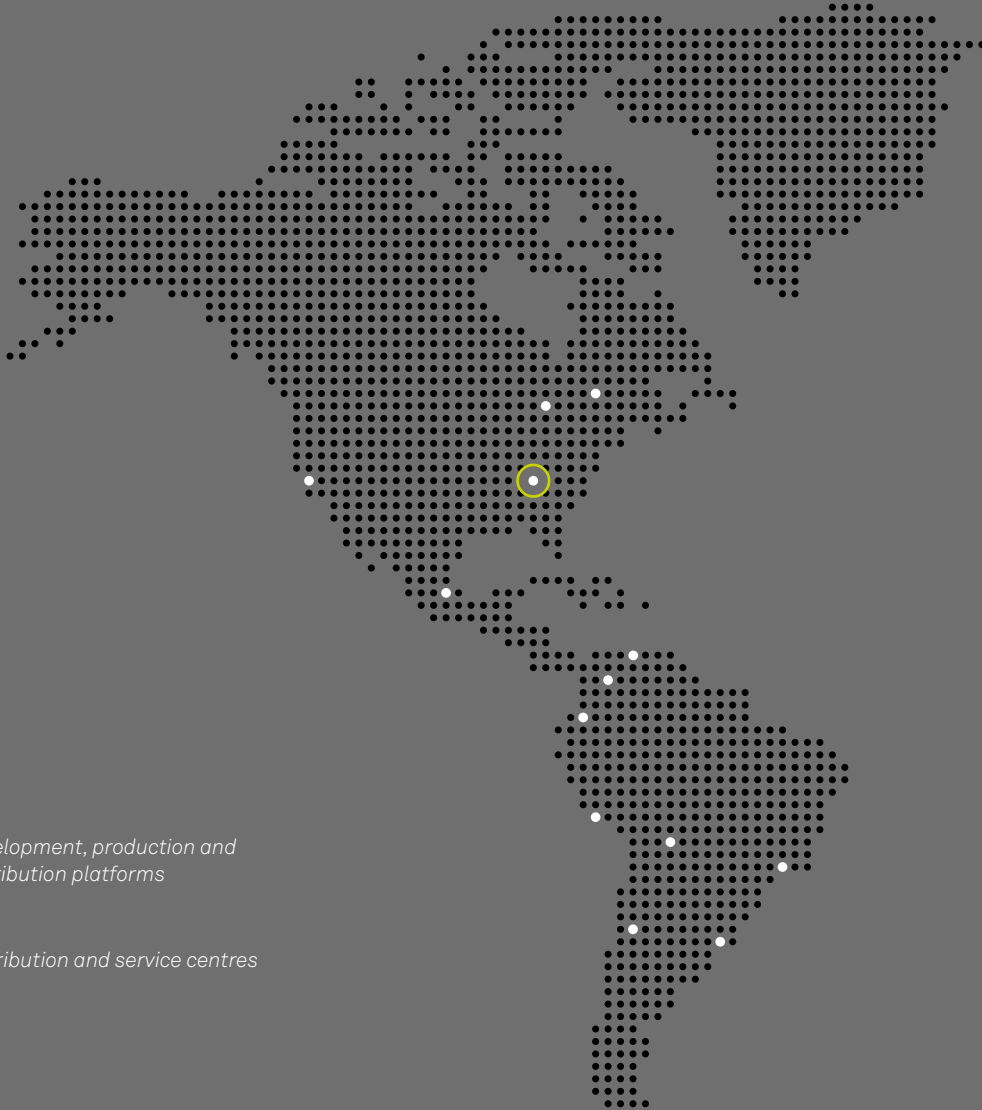 elopment, production and
ribution platforms
ribution and service centres